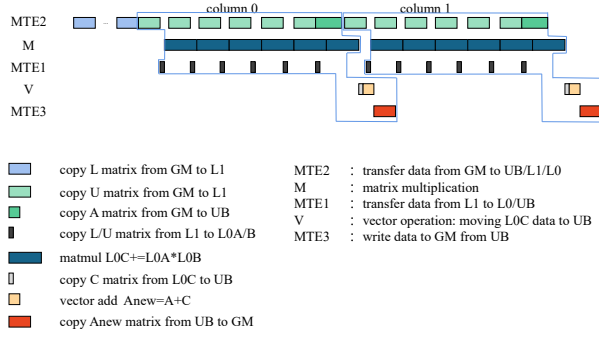 column 0 column 1
MTE2
...
M
MTE1
V
MTE3
copy L matrix from GM to L1
copy U matrix from GM to L1
copy A matrix from GM to UB
copy L/U matrix from L1 to L0A/B
matmul L0C+=L0A*L0B
copy C matrix from L0C to UB
vector add Anew=A+C
copy Anew matrix from UB to GM
MTE2 : transfer data from GM to UB/L1/L0
M : matrix multiplication
MTE1 : transfer data from L1 to L0/UB
V : vector operation: moving L0C data to UB
MTE3 : write data to GM from UB